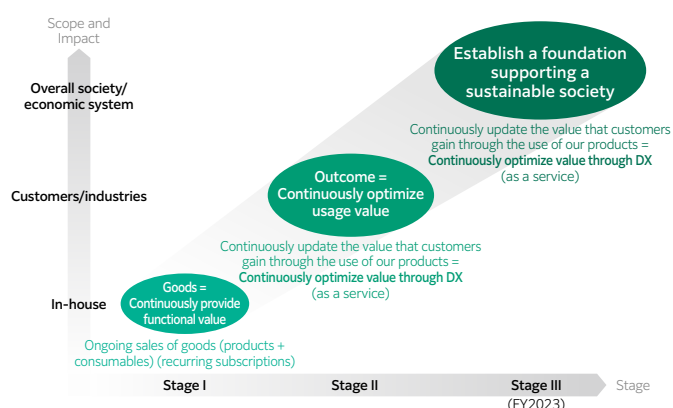 Scope and
Impact
Overall society/
economic system
Establish a foundation
supporting a
sustainable society
Continuously update the value that customers
gain through the use of our products =
Continuously optimize value through DX
(as a service)
Customers/industries
Outcome =
Continuously optimize
usage value
Continuously update the value that customers
gain through the use of our products =
Continuously optimize value through DX
(as a service)
In-house
Goods =
Continuously provide
functional value
Ongoing sales of goods (products +
consumables) (recurring subscriptions)
Stage I
Stage II
Stage III
Stage
(FY2023)